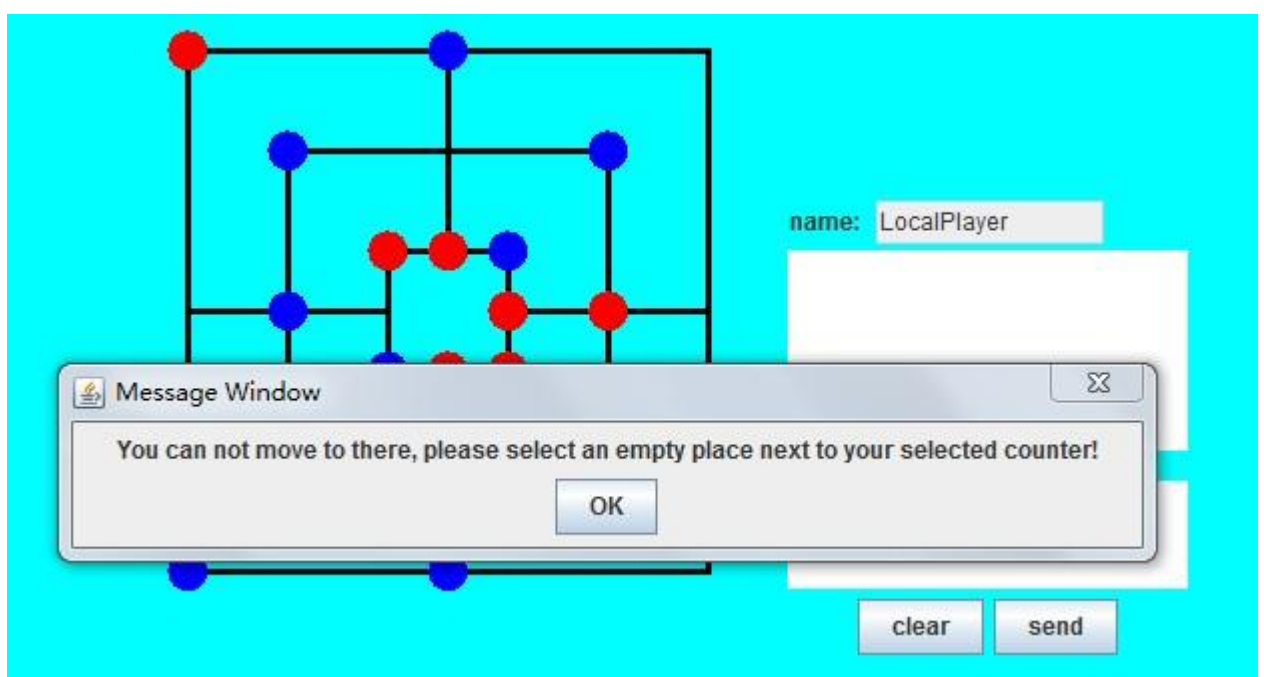 name: LocalPlayer
Message Window
You can not move to there, please select an empty place next to your selected counter!
OK
clear send